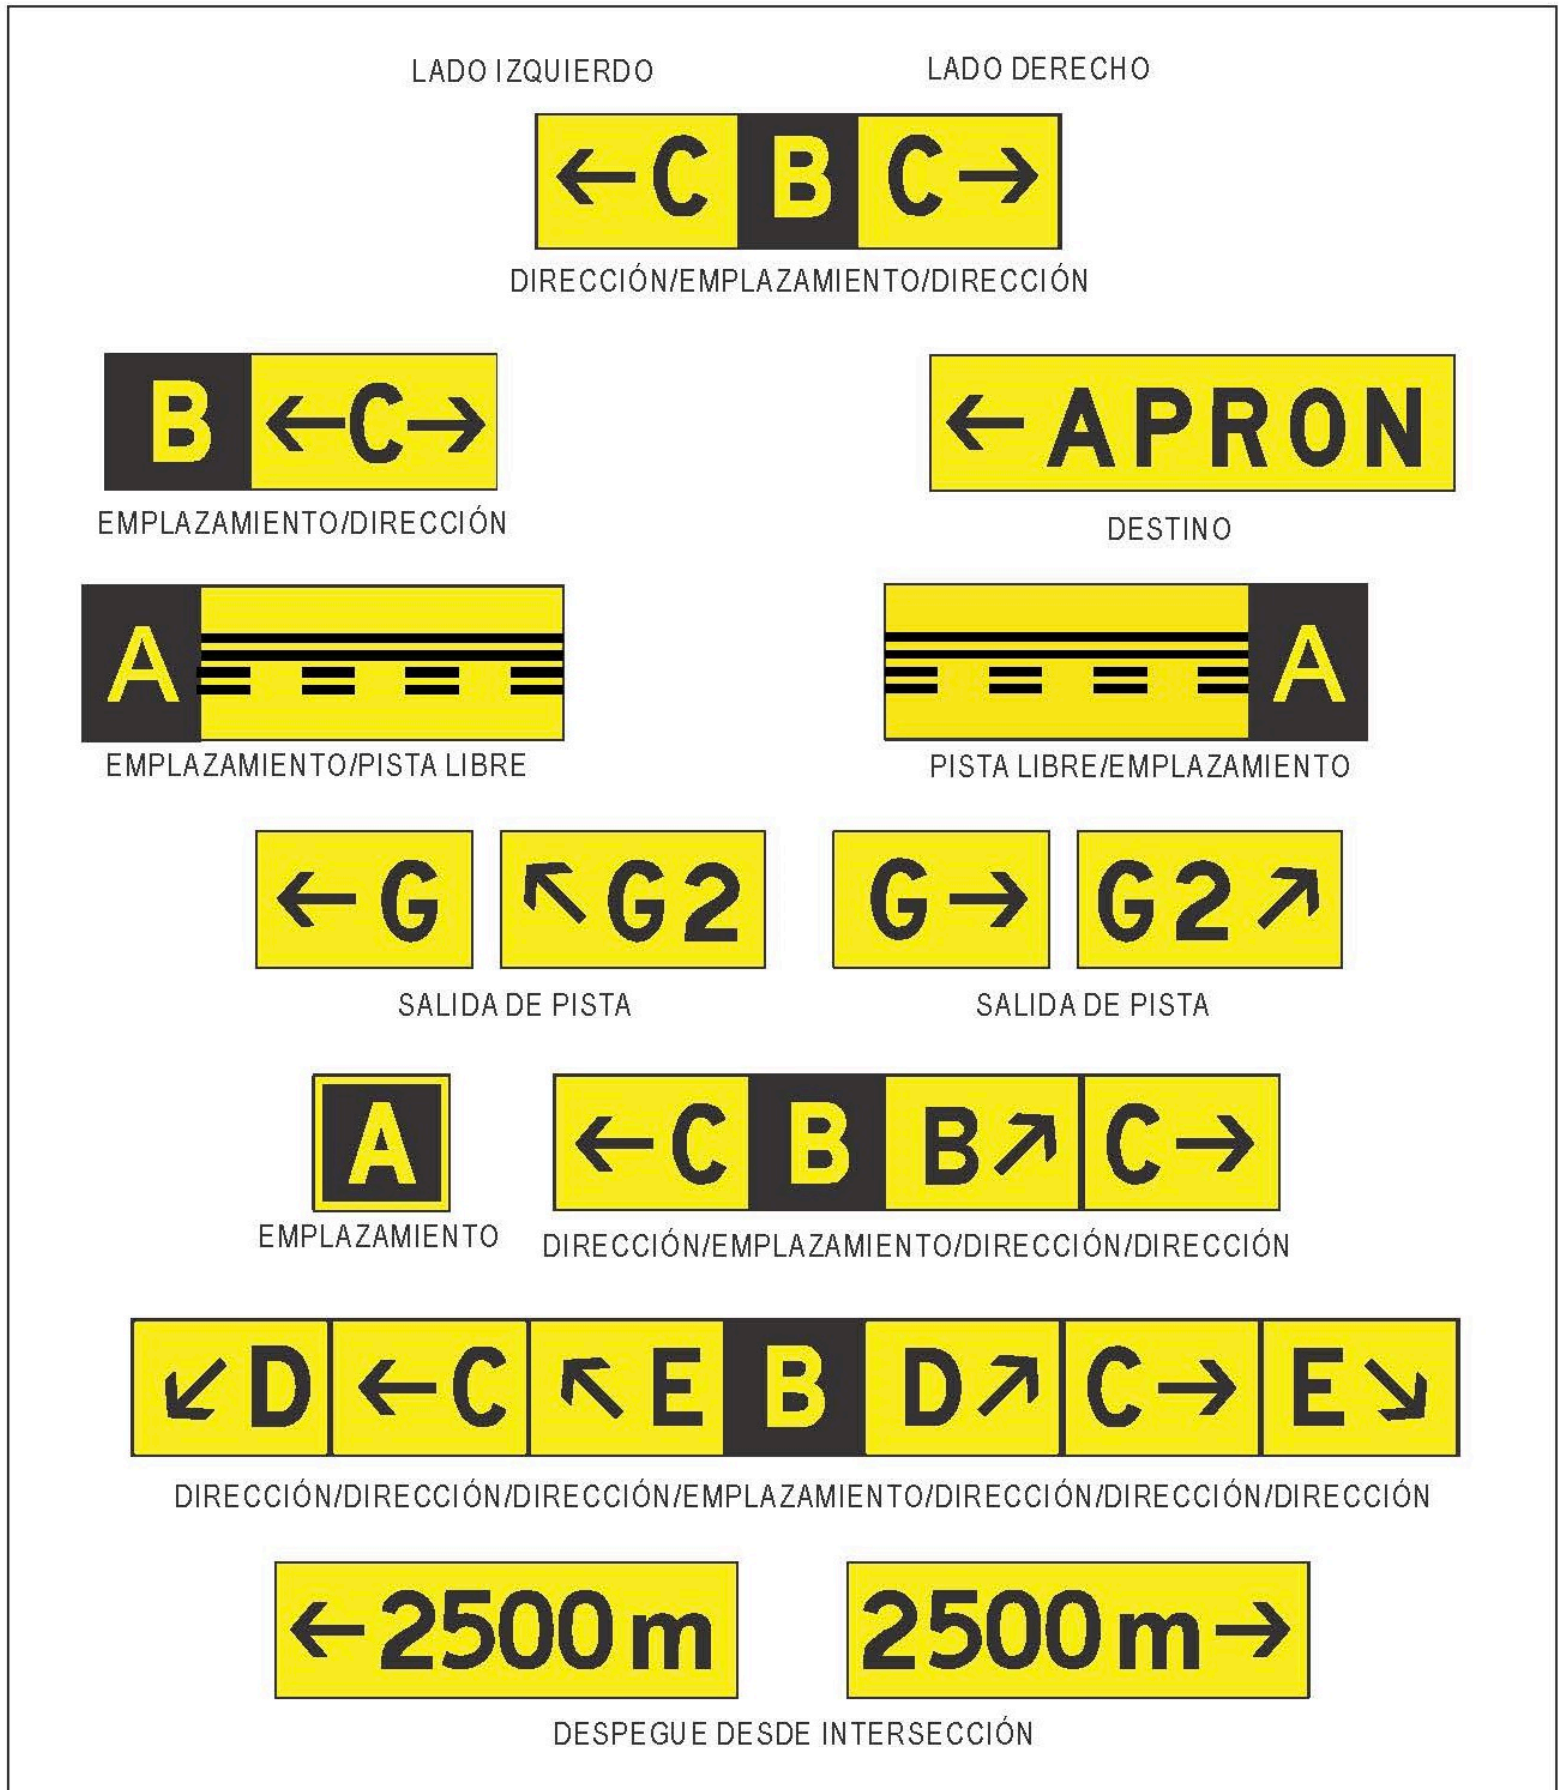 LADO IZQUIERDO LADO DERECHO
←C B C→
DIRECCIÓN/EMPLAZAMIENTO/DIRECCIÓN
B ←C→ ←APRON
EMPLAZAMIENTO/DIRECCIÓN DESTINO
A A
EMPLAZAMIENTO/PISTA LIBRE PISTA LIBRE/EMPLAZAMIENTO
←G ↖G2 G→ G2↗
SALIDA DE PISTA SALIDA DE PISTA
A ←C B B↗ C→
EMPLAZAMIENTO DIRECCIÓN/EMPLAZAMIENTO/DIRECCIÓN/DIRECCIÓN
↙D ←C ↖E B D↗ C→ E↘
DIRECCIÓN/DIRECCIÓN/DIRECCIÓN/EMPLAZAMIENTO/DIRECCIÓN/DIRECCIÓN/DIRECCIÓN
←2500m 2500m→
DESPEGUE DESDE INTERSECCIÓN